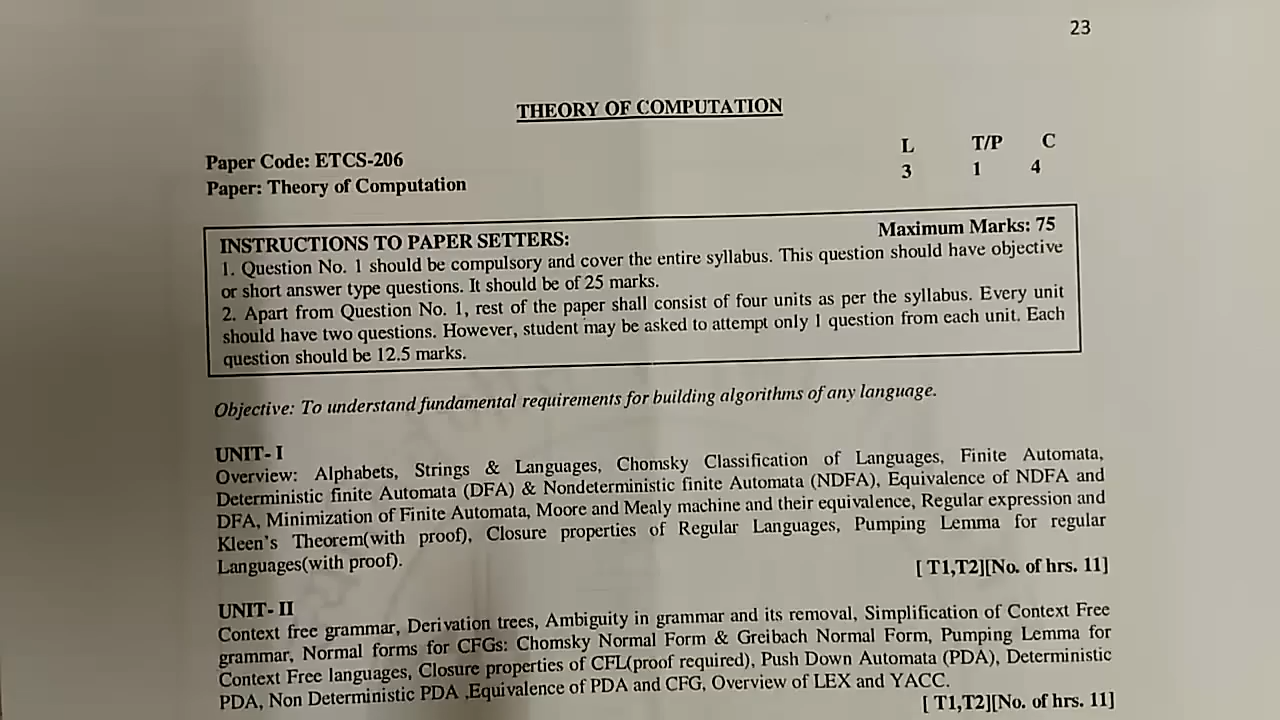 23
THEORY OF COMPUTATION
Paper Code: ETCS-206 L T/P C
Paper: Theory of Computation 3 1 4
INSTRUCTIONS TO PAPER SETTERS: Maximum Marks: 75
1. Question No. 1 should be compulsory and cover the entire syllabus. This question should have objective
or short answer type questions. It should be of 25 marks.
2. Apart from Question No. 1, rest of the paper shall consist of four units as per the syllabus. Every unit
should have two questions. However, student may be asked to attempt only 1 question from each unit. Each
question should be 12.5 marks.
Objective: To understand fundamental requirements for building algorithms of any language.
UNIT- I
Overview: Alphabets, Strings & Languages, Chomsky Classification of Languages, Finite Automata,
Deterministic finite Automata (DFA) & Nondeterministic finite Automata (NDFA), Equivalence of NDFA and
DFA, Minimization of Finite Automata, Moore and Mealy machine and their equivalence, Regular expression and
Kleen's Theorem(with proof), Closure properties of Regular Languages, Pumping Lemma for regular
Languages(with proof).
[ T1,T2][No. of hrs. 11]
UNIT- II
Context free grammar, Derivation trees, Ambiguity in grammar and its removal, Simplification of Context Free
grammar, Normal forms for CFGs: Chomsky Normal Form & Greibach Normal Form, Pumping Lemma for
Context Free languages, Closure properties of CFL(proof required), Push Down Automata (PDA), Deterministic
PDA, Non Deterministic PDA ,Equivalence of PDA and CFG, Overview of LEX and YACC.
[ T1,T2][No. of hrs. 11]